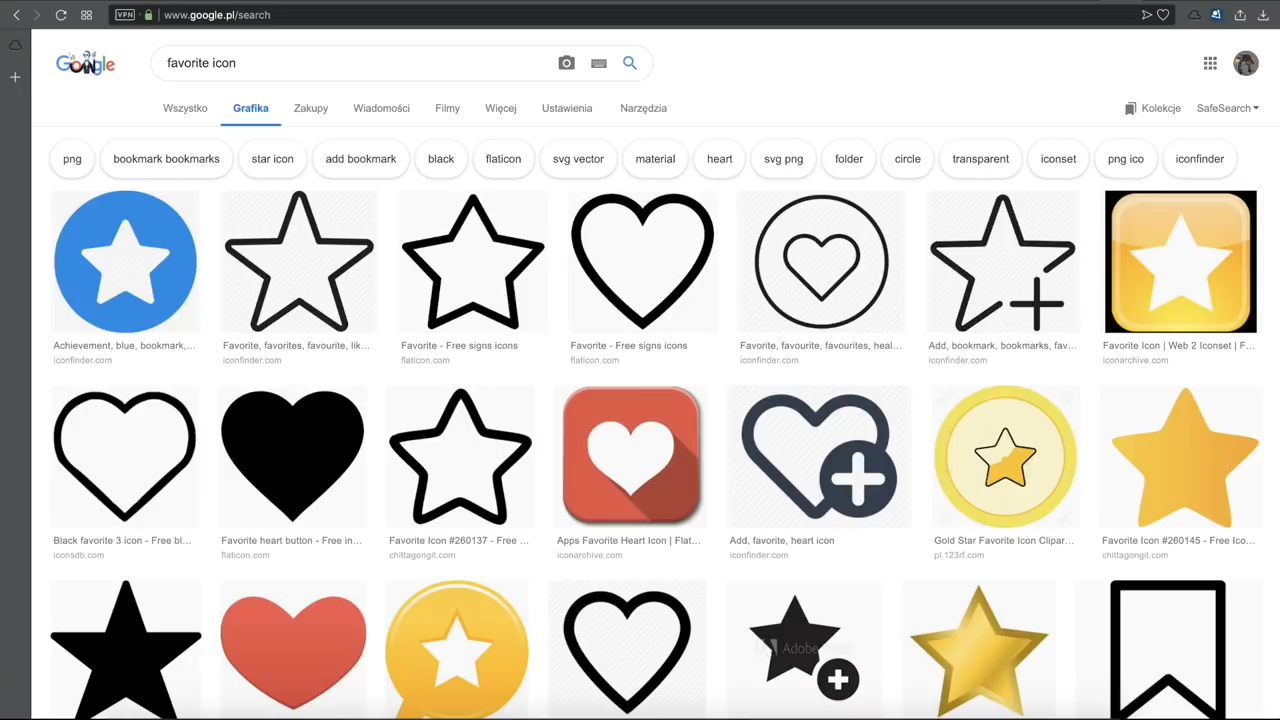 VPN
www.google.pl/search
favorite icon
Wszystko
Grafika
Zakupy
Wiadomości
Filmy
Więcej
Ustawienia
Narzędzia
Kolekcje
SafeSearch
png
bookmark bookmarks
star icon
add bookmark
black
flaticon
svg vector
material
heart
svg png
folder
circle
transparent
iconset
png ico
iconfinder
Achievement, blue, bookmark,...
iconfinder.com
Favorite, favorites, favourite, lik...
iconfinder.com
Favorite - Free signs icons
flaticon.com
Favorite - Free signs icons
flaticon.com
Favorite, favourite, favourites, heal...
iconfinder.com
Add, bookmark, bookmarks, fav...
iconfinder.com
Favorite Icon | Web 2 Iconset | F...
iconarchive.com
Black favorite 3 icon - Free bl...
iconsdb.com
Favorite heart button - Free in...
flaticon.com
Favorite Icon #260137 - Free ...
chittagongit.com
Apps Favorite Heart Icon | Flat...
iconarchive.com
Add, favorite, heart icon
iconfinder.com
Gold Star Favorite Icon Clipar...
pl.123rf.com
Favorite Icon #260145 - Free Ico...
chittagongit.com